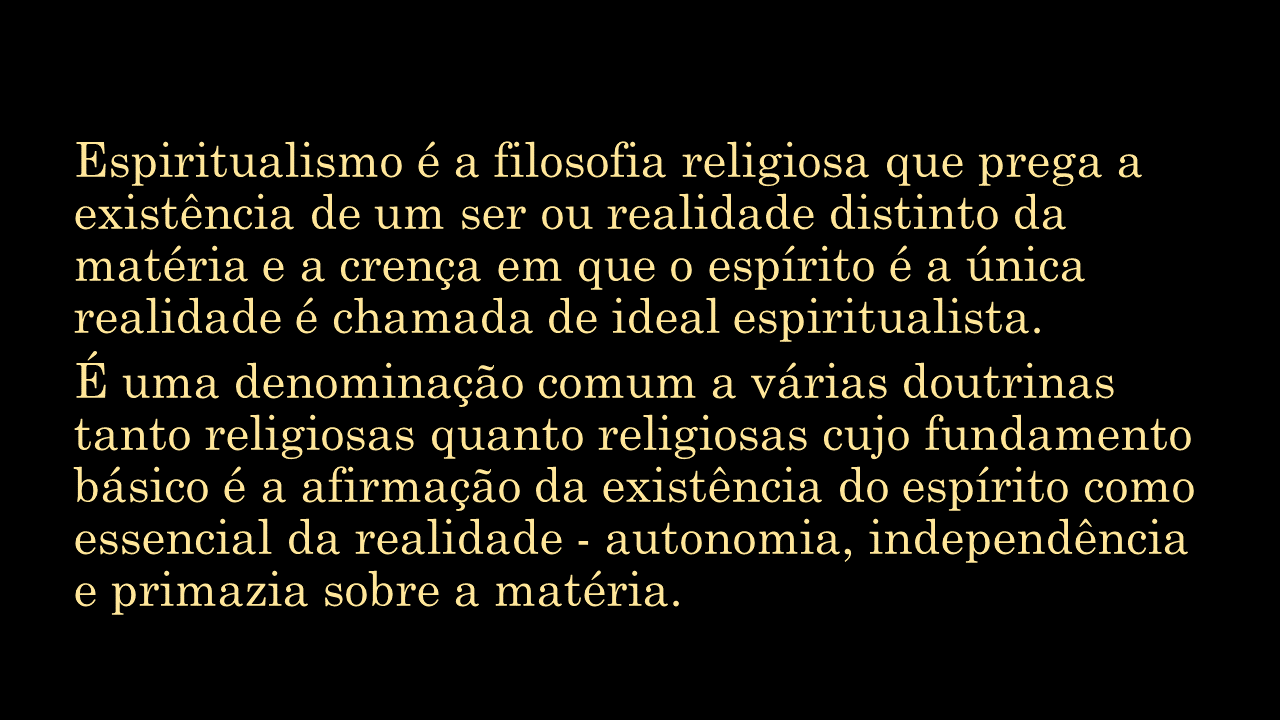 Espiritualismo é a filosofia religiosa que prega a
existência de um ser ou realidade distinto da
matéria e a crença em que o espírito é a única
realidade é chamada de ideal espiritualista.
É uma denominação comum a várias doutrinas
tanto religiosas quanto religiosas cujo fundamento
básico é a afirmação da existência do espírito como
essencial da realidade - autonomia, independência
e primazia sobre a matéria.